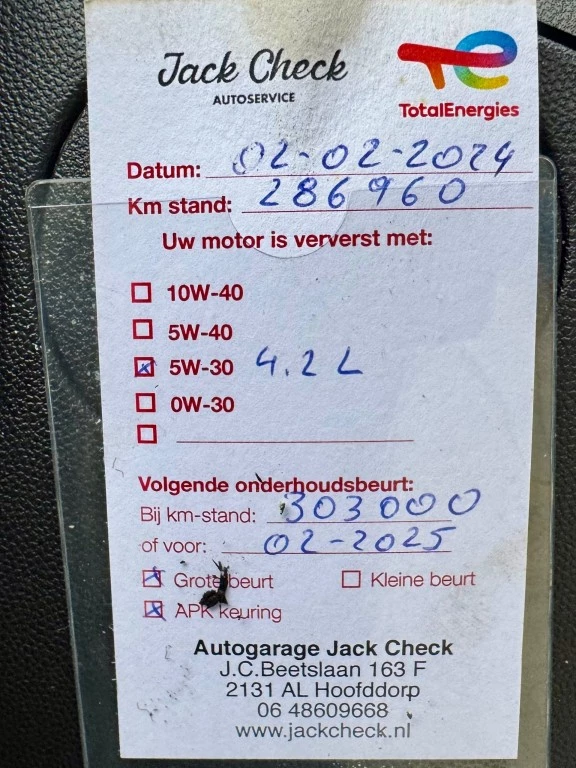 Jack Check
AUTOSERVICE
TotalEnergies
Datum: 02-02-2024
Km stand: 286960
Uw motor is ververst met:
10W-40
5W-40
5W-30 4.2 L
0W-30
Volgende onderhoudsbeurt:
Bij km-stand: 303000
of voor: 02-2025
Grote beurt Kleine beurt
APK keuring
Autogarage Jack Check
J.C.Beetslaan 163 F
2131 AL Hoofddorp
06 48609668
www.jackcheck.nl